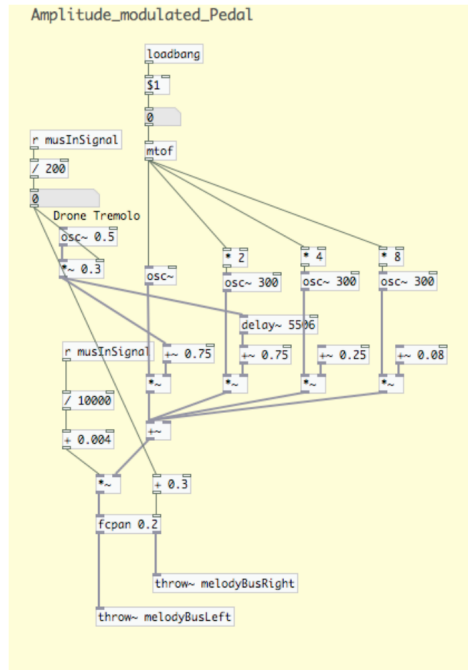 Amplitude_modulated_Pedal
loadbang
$1
0
r musInSignal
mtof
/ 200
0
Drone Tremolo
osc~ 0.5
* 2
* 4
* 8
*~ 0.3
osc~
osc~ 300
osc~ 300
osc~ 300
delay~ 5506
r musInSignal
+~ 0.75
+~ 0.75
+~ 0.25
+~ 0.08
*~
*~
*~
*~
/ 10000
+~
+ 0.004
*~
+ 0.3
fcpan 0.2
throw~ melodyBusRight
throw~ melodyBusLeft